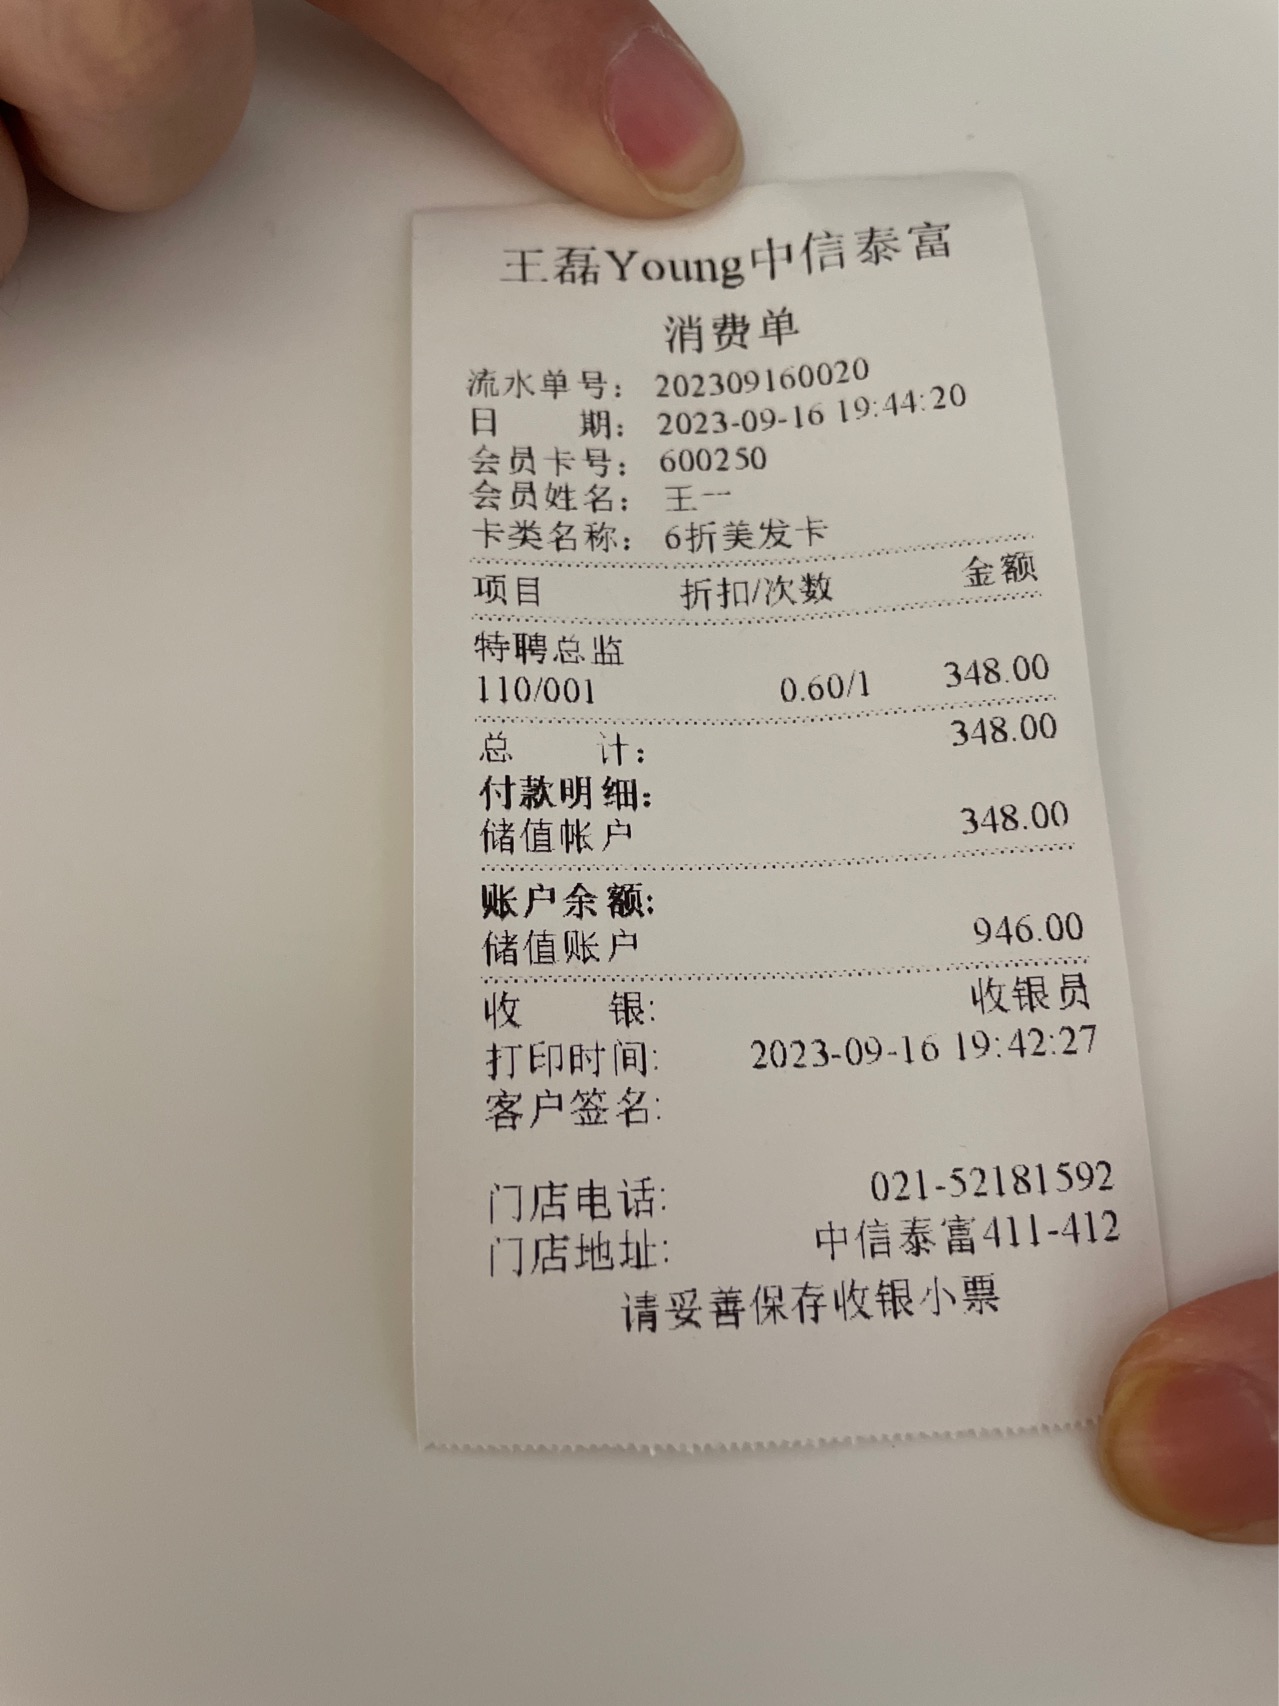 王磊Young中信泰富
消费单
流水单号： 202309160020
日 期： 2023-09-16 19:44:20
会员卡号： 600250
会员姓名： 王一
卡类名称： 6折美发卡
项目 折扣/次数 金额
特聘总监
110/001 0.60/1 348.00
总 计： 348.00
付款明细：
储值帐户 348.00
账户余额：
储值账户 946.00
收 银: 收银员
打印时间: 2023-09-16 19:42:27
客户签名:
门店电话: 021-52181592
门店地址: 中信泰富411-412
请妥善保存收银小票